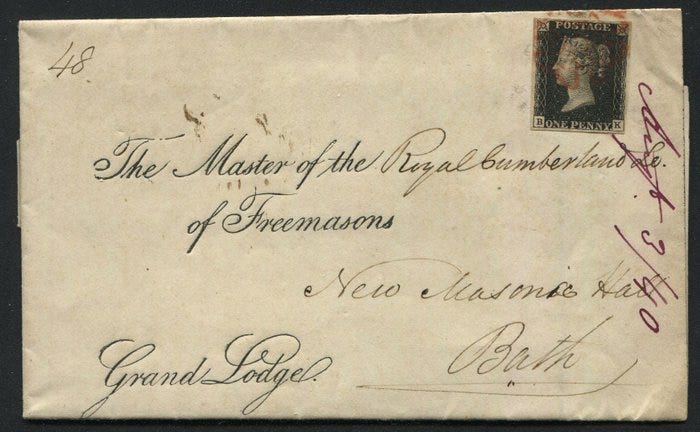 48
POSTAGE
B ONE PENNY K
The Master of the Royal Cumberland Lo.
of Freemasons
New Masonic Hall
Bath
Grand Lodge.
Augt 3/40